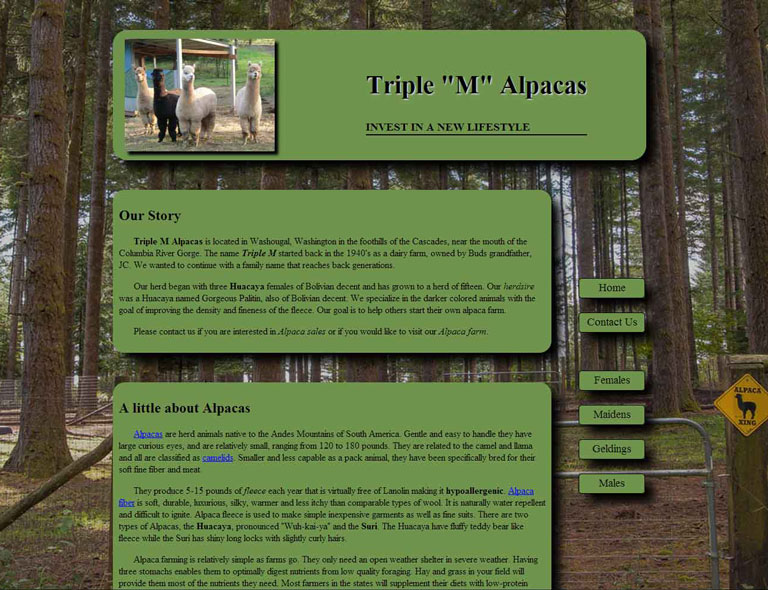 Triple "M" Alpacas
INVEST IN A NEW LIFESTYLE
Our Story
Triple M Alpacas is located in Washougal, Washington in the foothills of the Cascades, near the mouth of the
Columbia River Gorge. The name Triple M started back in the 1940's as a dairy farm, owned by Buds grandfather,
JC. We wanted to continue with a family name that reaches back generations.
Our herd began with three Huacaya females of Bolivian decent and has grown to a herd of fifteen. Our herdsire
was a Huacaya named Gorgeous Palitin, also of Bolivian decent. We specialize in the darker colored animals with the
goal of improving the density and fineness of the fleece. Our goal is to help others start their own alpaca farm.
Please contact us if you are interested in Alpaca sales or if you would like to visit our Alpaca farm.
Home
Contact Us
Females
Maidens
Geldings
Males
ALPACA
XING
A little about Alpacas
Alpacas are herd animals native to the Andes Mountains of South America. Gentle and easy to handle they have
large curious eyes, and are relatively small, ranging from 120 to 180 pounds. They are related to the camel and llama
and all are classified as camelids. Smaller and less capable as a pack animal, they have been specifically bred for their
soft fine fiber and meat.
They produce 5-15 pounds of fleece each year that is virtually free of Lanolin making it hypoallergenic. Alpaca
fiber is soft, durable, luxurious, silky, warmer and less itchy than comparable types of wool. It is naturally water repellent
and difficult to ignite. Alpaca fleece is used to make simple inexpensive garments as well as fine suits. There are two
types of Alpacas, the Huacaya, pronounced "Wuh-kai-ya" and the Suri. The Huacaya have fluffy teddy bear like
fleece while the Suri has shiny long locks with slightly curly hairs.
Alpaca farming is relatively simple as farms go. They only need an open weather shelter in severe weather. Having
three stomachs enables them to optimally digest nutrients from low quality foraging. Hay and grass in your field will
provide them most of the nutrients they need. Most farmers in the states will supplement their diets with low-protein